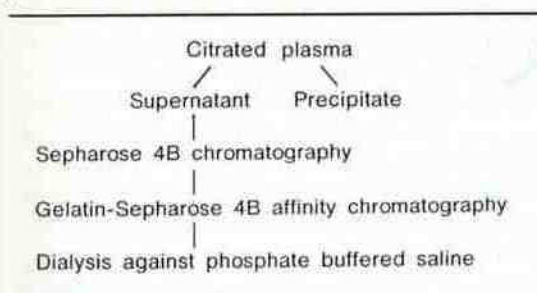 Citrated plasma
Supernatant Precipitate
Sepharose 4B chromatography
Gelatin-Sepharose 4B affinity chromatography
Dialysis against phosphate buffered saline